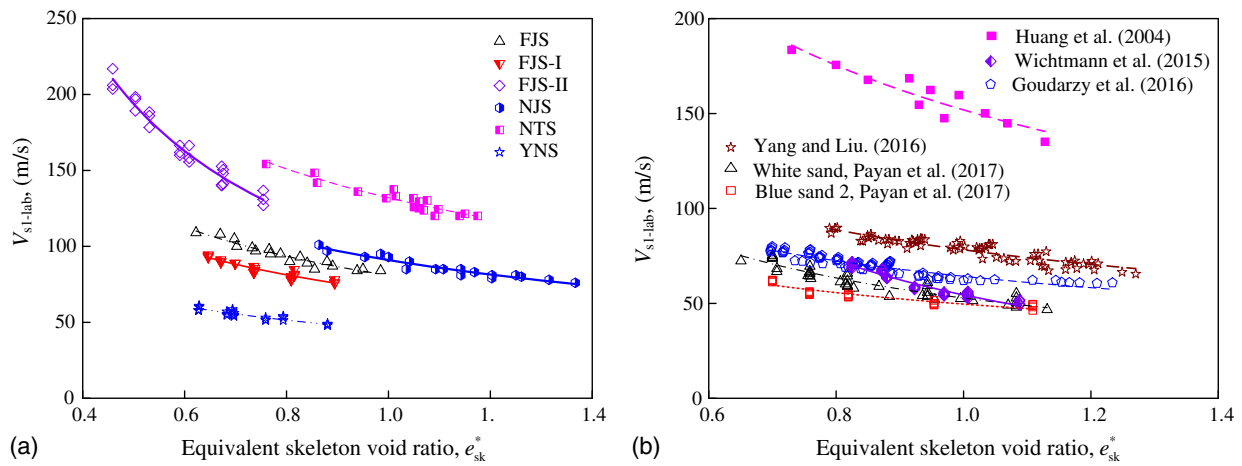 250
200
150
100
50
0
0.4
0.6
0.8
1.0
1.
1.4
V_s1-lab, (m/s)
Equivalent skeleton void ratio, e*_sk
(a)
FJS
FJS-I
FJS-II
NJS
NTS
YNS
200
150
100
50
0
0.6
0.8
1.0
1.2
1.4
V_s1-lab, (m/s)
Equivalent skeleton void ratio, e*_sk
(b)
Huang et al. (2004)
Wichtmann et al. (2015)
Goudarzy et al. (2016)
Yang and Liu. (2016)
White sand, Payan et al. (2017)
Blue sand 2, Payan et al. (2017)